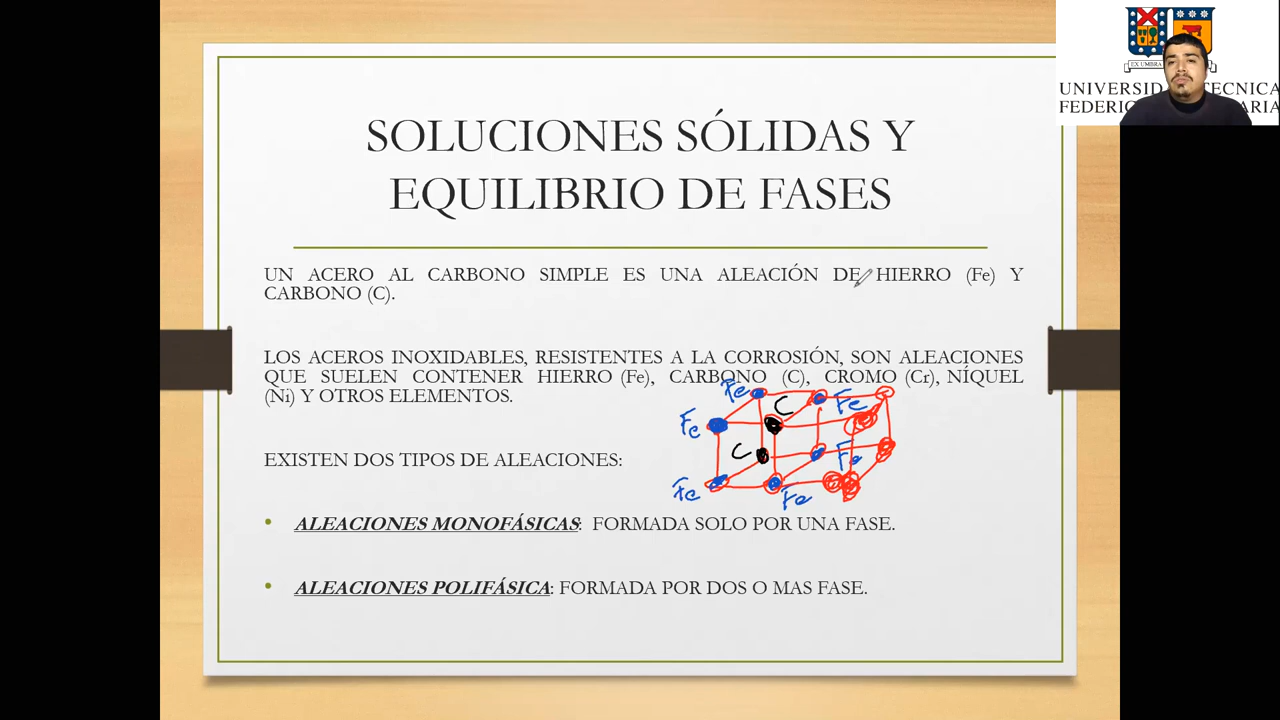 EX UMBRA
UNIVERSID TECNICA
FEDERIC ARIA
SOLUCIONES SÓLIDAS Y
EQUILIBRIO DE FASES
UN ACERO AL CARBONO SIMPLE ES UNA ALEACIÓN DE HIERRO (Fe) Y
CARBONO (C).
LOS ACEROS INOXIDABLES, RESISTENTES A LA CORROSIÓN, SON ALEACIONES
QUE SUELEN CONTENER HIERRO (Fe), CARBONO (C), CROMO (Cr), NÍQUEL
(Ni) Y OTROS ELEMENTOS.
Fe
C
Fe
Fe
C
Fe
Fe
Fe
EXISTEN DOS TIPOS DE ALEACIONES:
• ALEACIONES MONOFÁSICAS: FORMADA SOLO POR UNA FASE.
• ALEACIONES POLIFÁSICA: FORMADA POR DOS O MAS FASE.